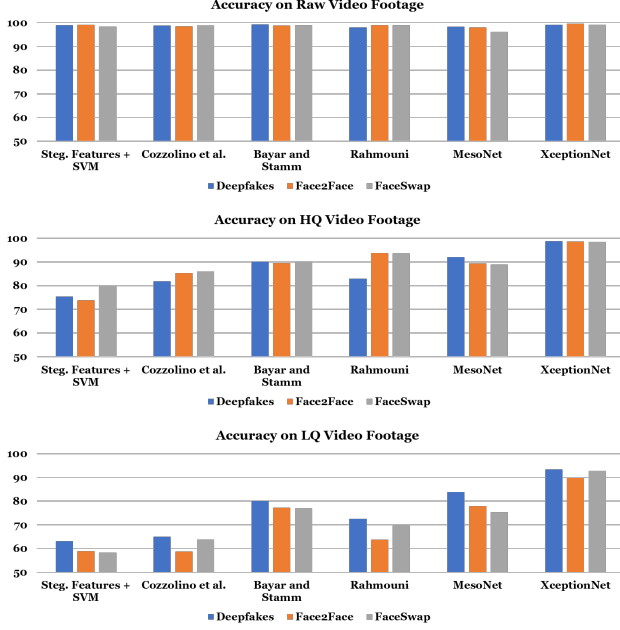 Accuracy on Raw Video Footage
100
90
80
70
60
50
Steg. Features + SVM
Cozzolino et al.
Bayar and Stamm
Rahmouni
MesoNet
XceptionNet
Deepfakes Face2Face FaceSwap
Accuracy on HQ Video Footage
100
90
80
70
60
50
Steg. Features + SVM
Cozzolino et al.
Bayar and Stamm
Rahmouni
MesoNet
XceptionNet
Deepfakes Face2Face FaceSwap
Accuracy on LQ Video Footage
100
90
80
70
60
50
Steg. Features + SVM
Cozzolino et al.
Bayar and Stamm
Rahmouni
MesoNet
XceptionNet
Deepfakes Face2Face FaceSwap